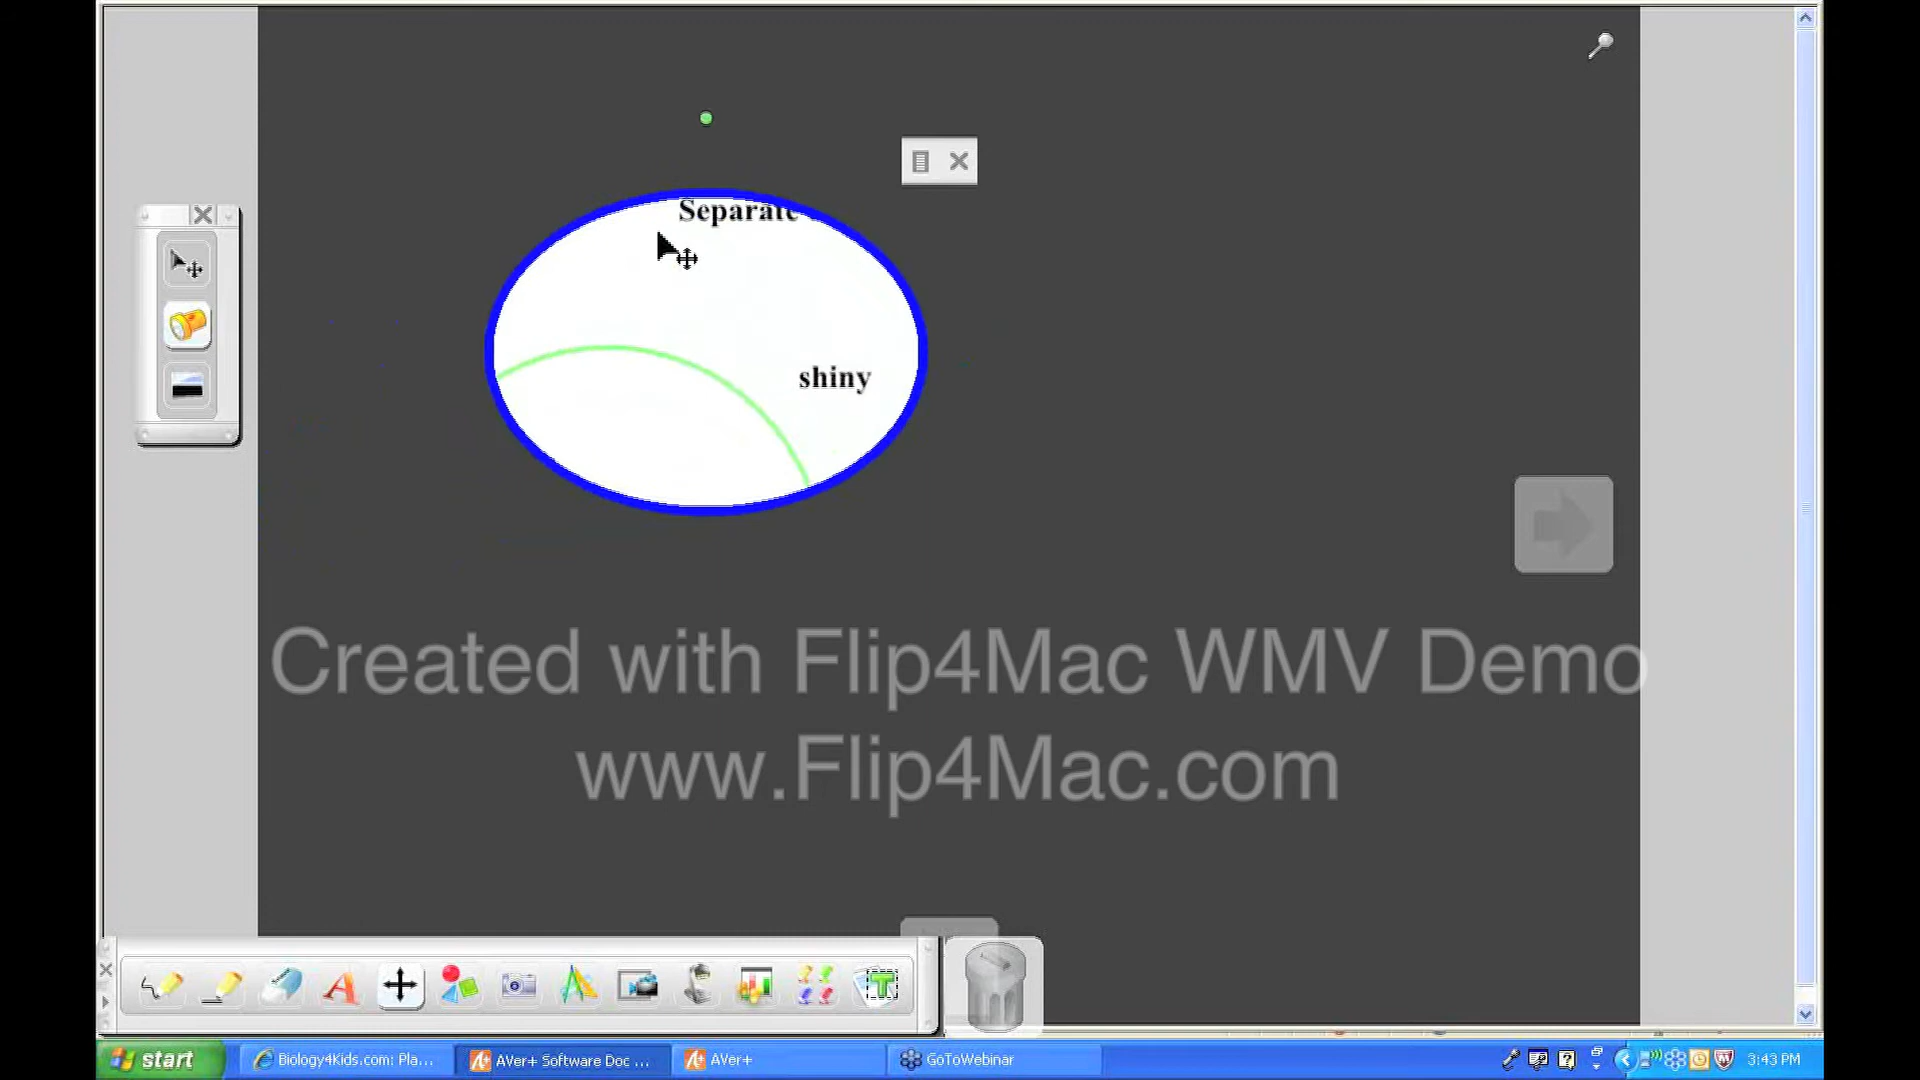 Separate
shiny
Created with Flip4Mac WMV Demo
www.Flip4Mac.com
start
Biology4Kids.com: Pla...
AVer+ Software Doc ...
AVer+
GoToWebinar
3:43 PM